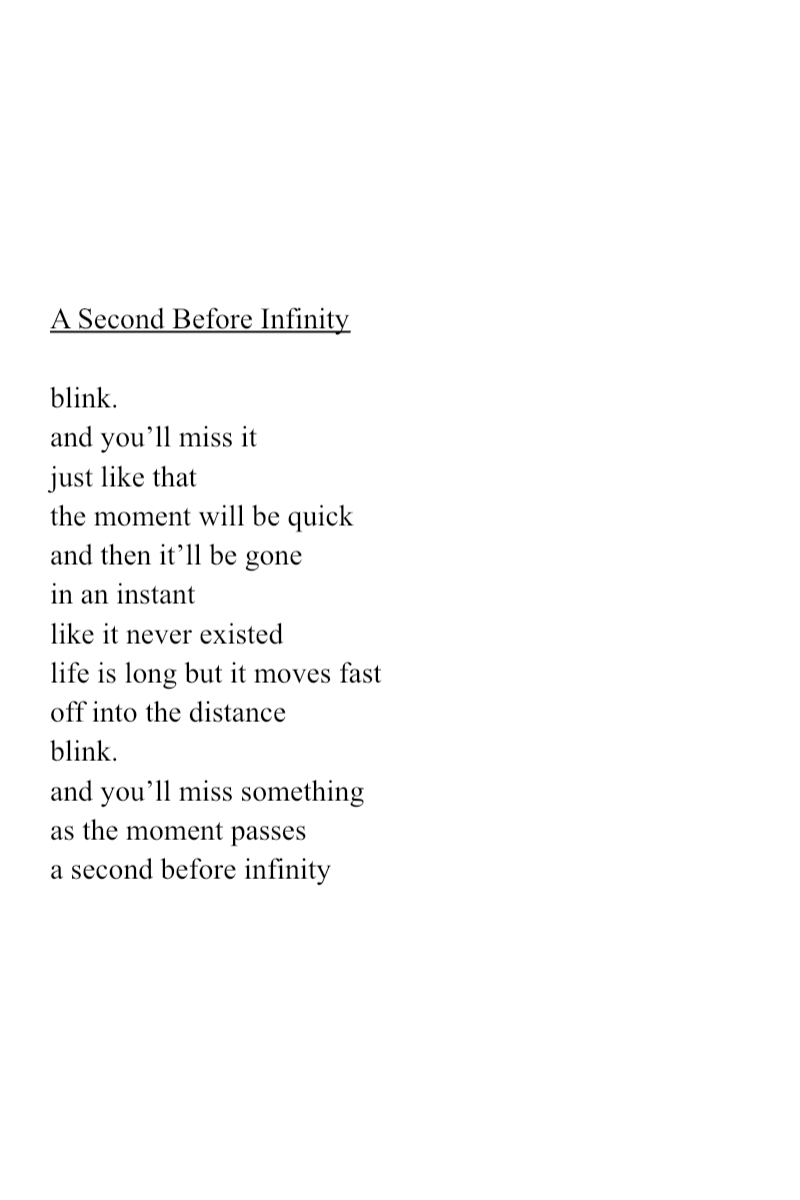 A Second Before Infinity
blink.
and you’ll miss it
just like that
the moment will be quick
and then it’ll be gone
in an instant
like it never existed
life is long but it moves fast
off into the distance
blink.
and you’ll miss something
as the moment passes
a second before infinity